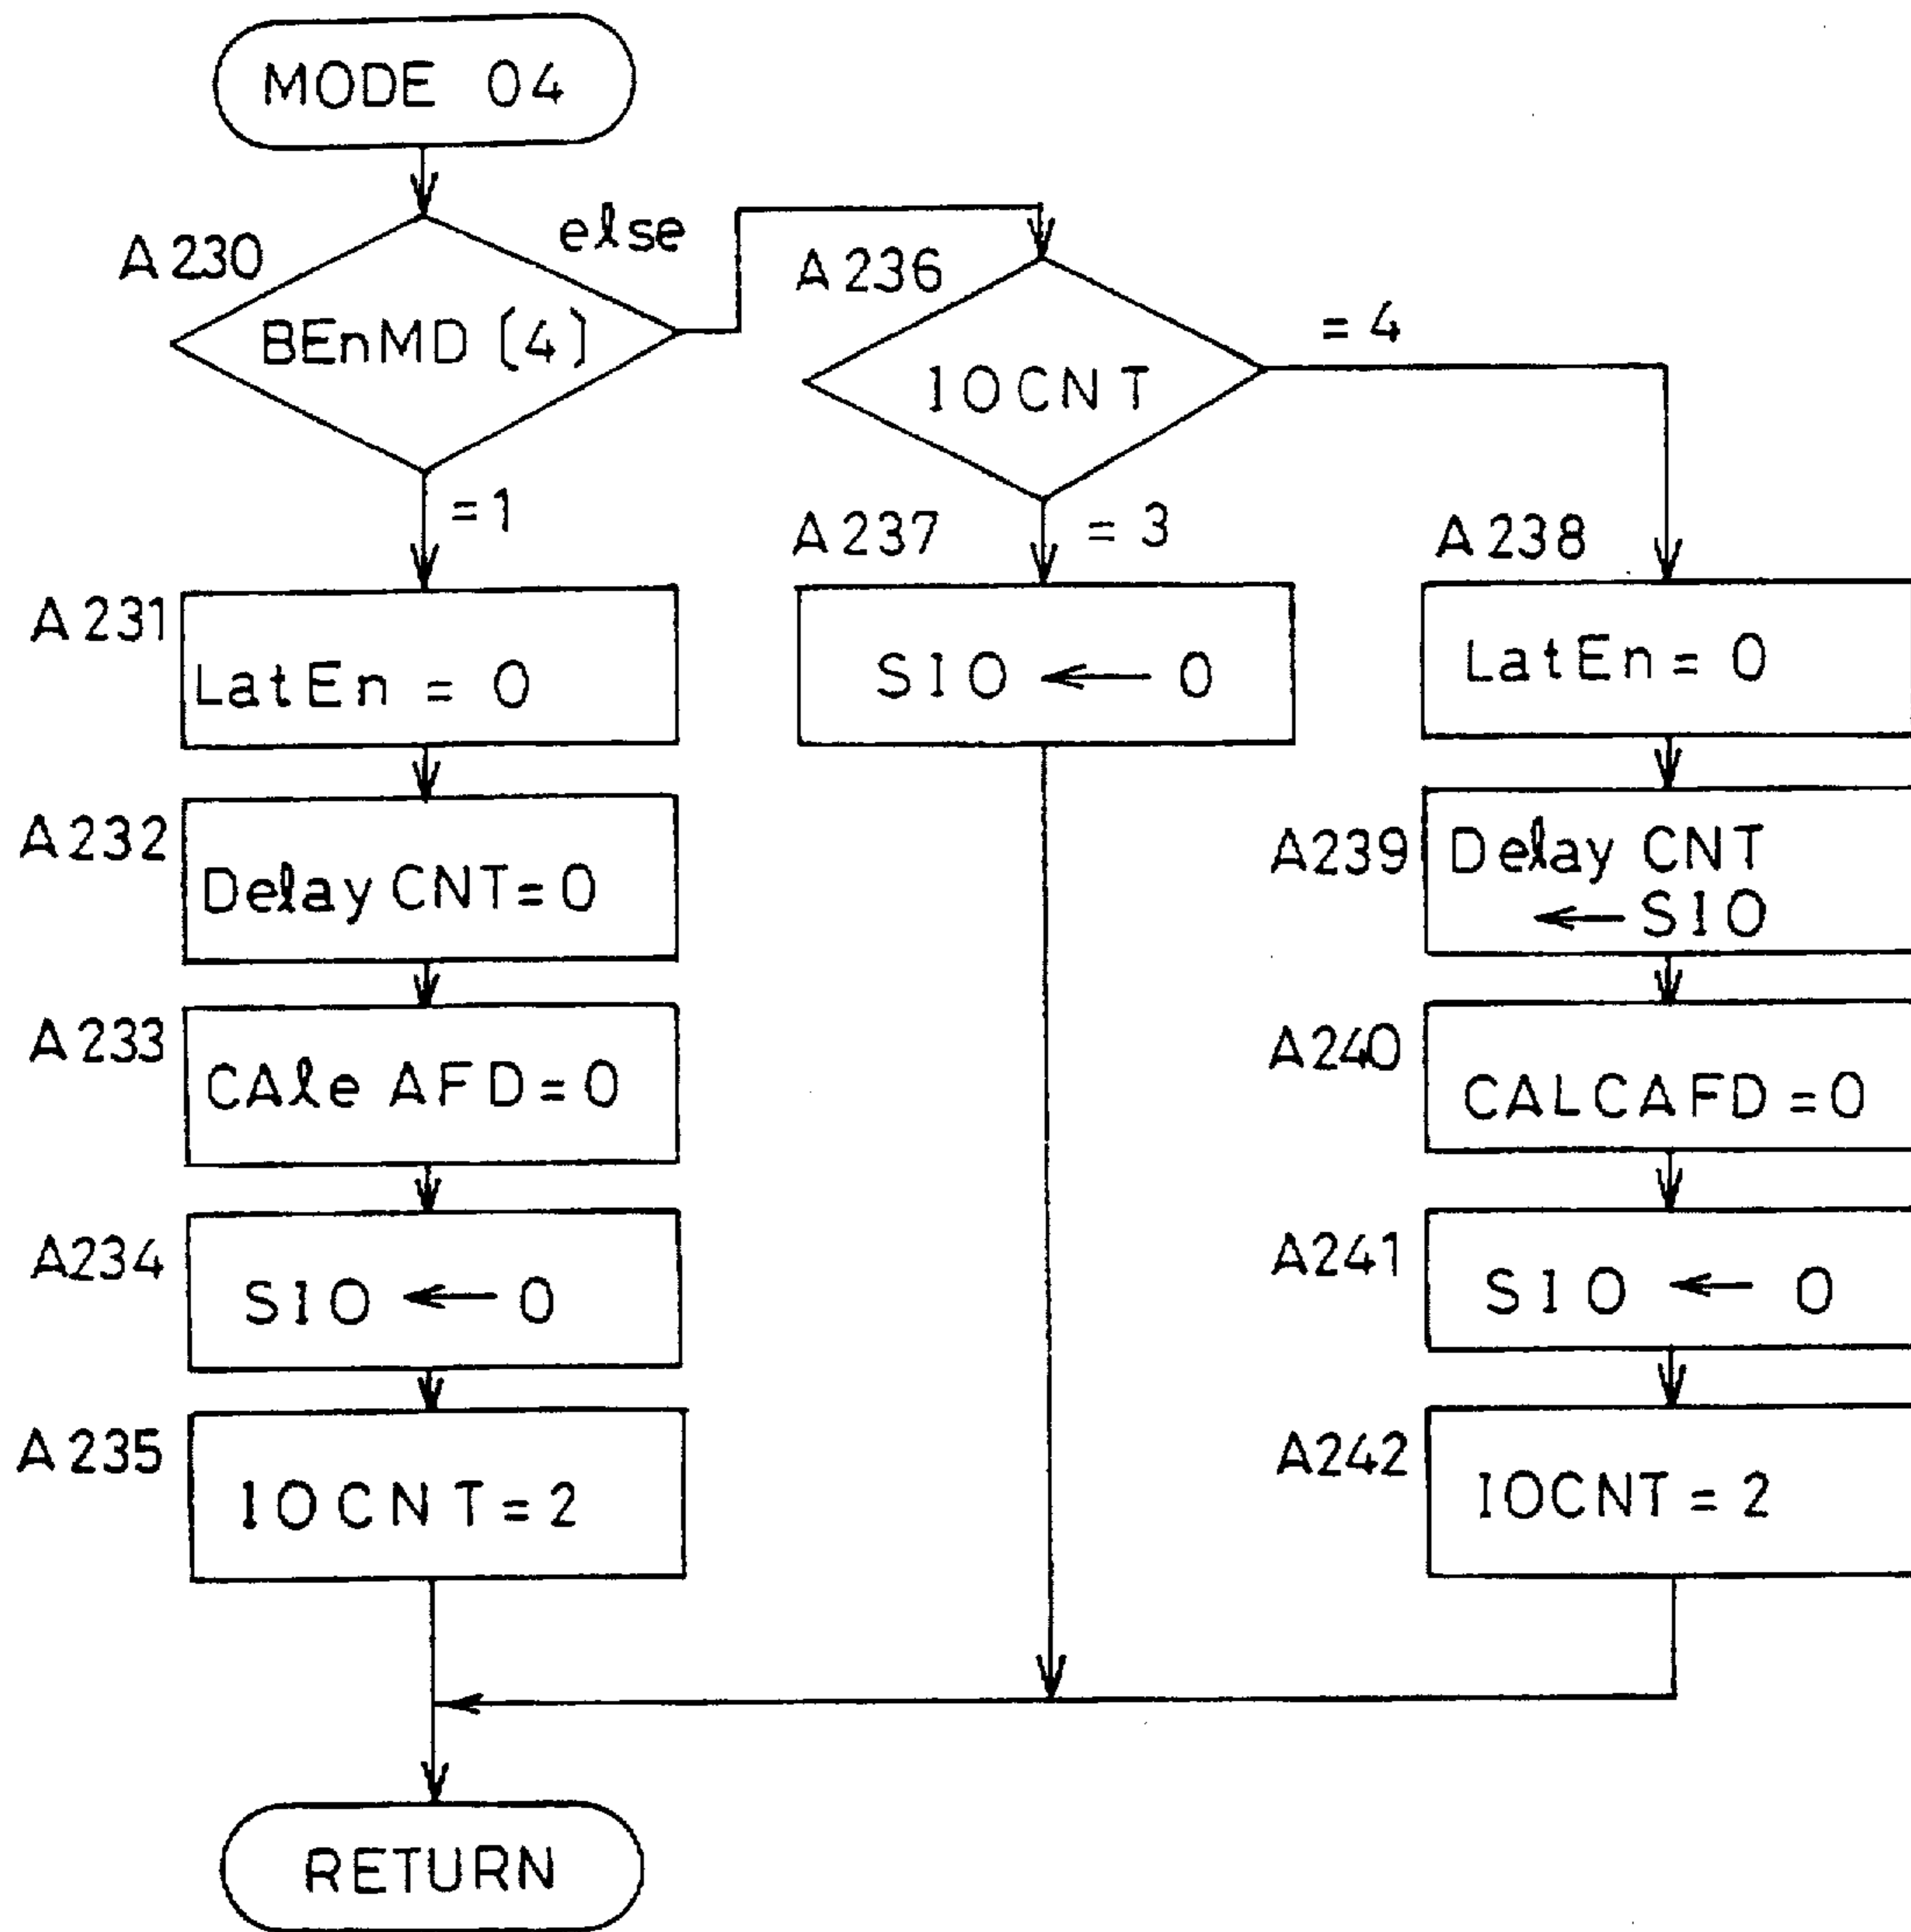 MODE 04
A230
else
BEnMD (4)
=1
A231
LatEn = 0
A232
Delay CNT=0
A233
CAle AFD=0
A234
SIO ← 0
A235
IOCNT=2
A236
IOCNT
=4
=3
A237
SIO ← 0
A238
LatEn=0
A239
Delay CNT
←SIO
A240
CALCAFD=0
A241
SIO ← 0
A242
IOCNT=2
RETURN